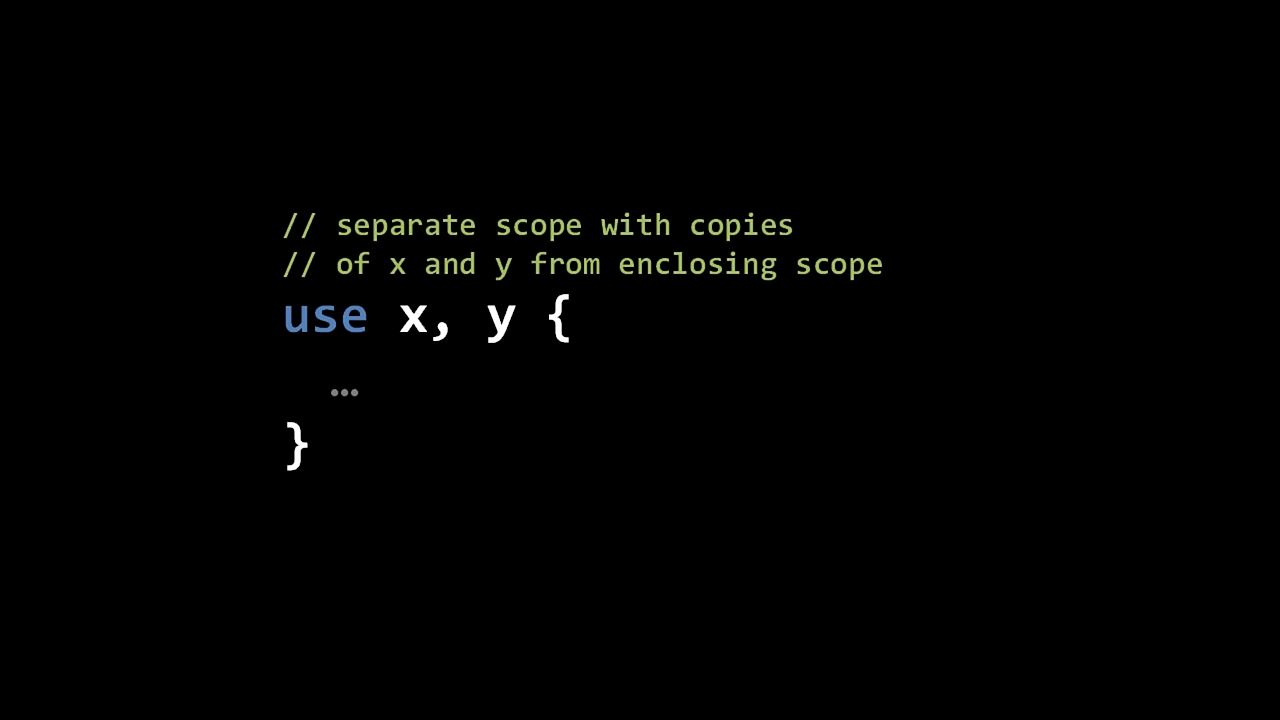 // separate scope with copies
// of x and y from enclosing scope
use x, y {
…
}